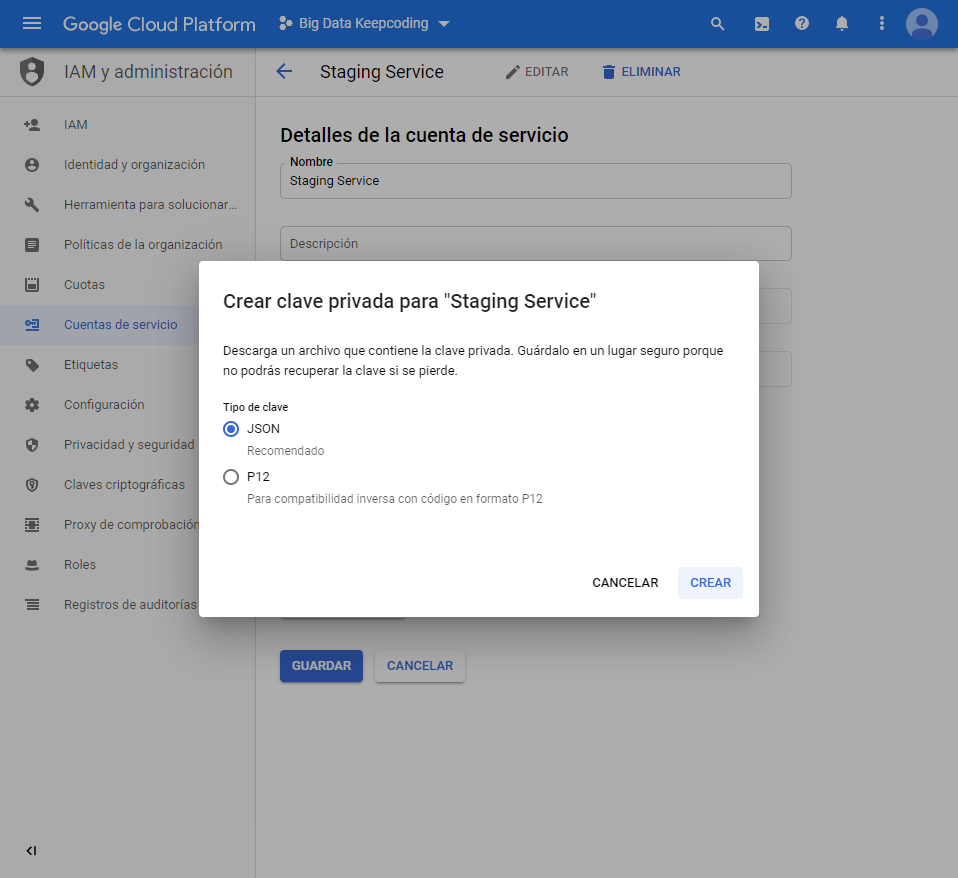 Google Cloud Platform
Big Data Keepcoding
IAM y administración
Staging Service
EDITAR
ELIMINAR
IAM
Identidad y organización
Herramienta para solucionar...
Políticas de la organización
Cuotas
Cuentas de servicio
Etiquetas
Configuración
Privacidad y seguridad
Claves criptográficas
Proxy de comprobación
Roles
Registros de auditorías
Detalles de la cuenta de servicio
Nombre
Staging Service
Descripción
Crear clave privada para "Staging Service"
Descarga un archivo que contiene la clave privada. Guárdalo en un lugar seguro porque
no podrás recuperar la clave si se pierde.
Tipo de clave
JSON
Recomendado
P12
Para compatibilidad inversa con código en formato P12
CANCELAR
CREAR
GUARDAR
CANCELAR